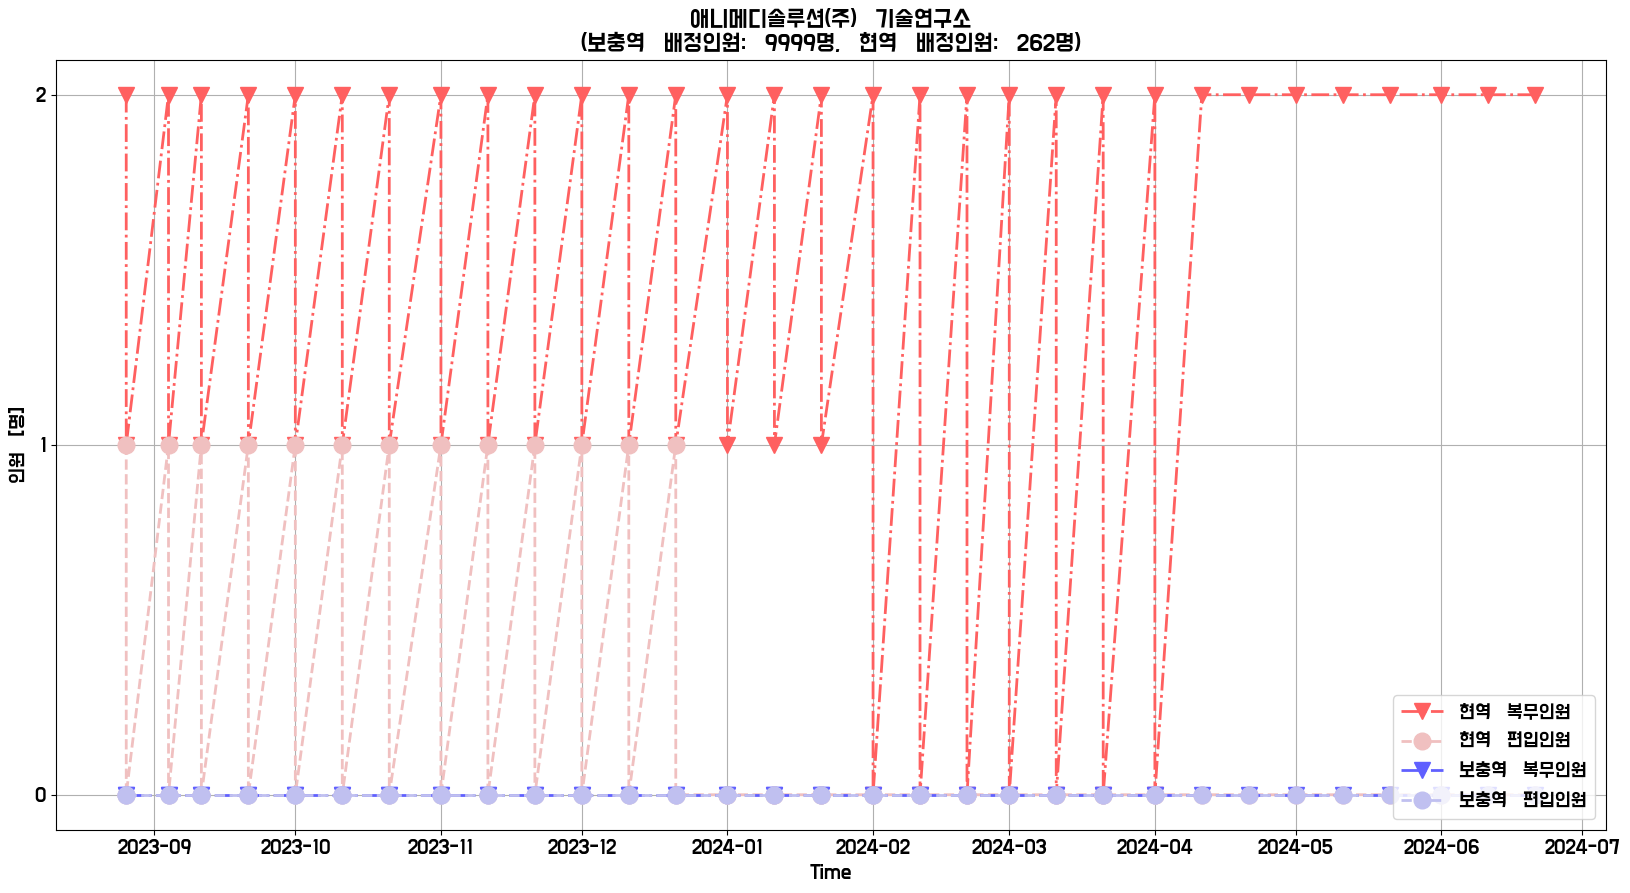 애니메디솔루션(주) 기술연구소
(보충역 배정인원: 9999명, 현역 배정인원: 262명)
2
1
0
인원 [명]
2023-09 2023-10 2023-11 2023-12 2024-01 2024-02 2024-03 2024-04 2024-05 2024-06 2024-07
Time
현역 복무인원
현역 편입인원
보충역 복무인원
보충역 편입인원